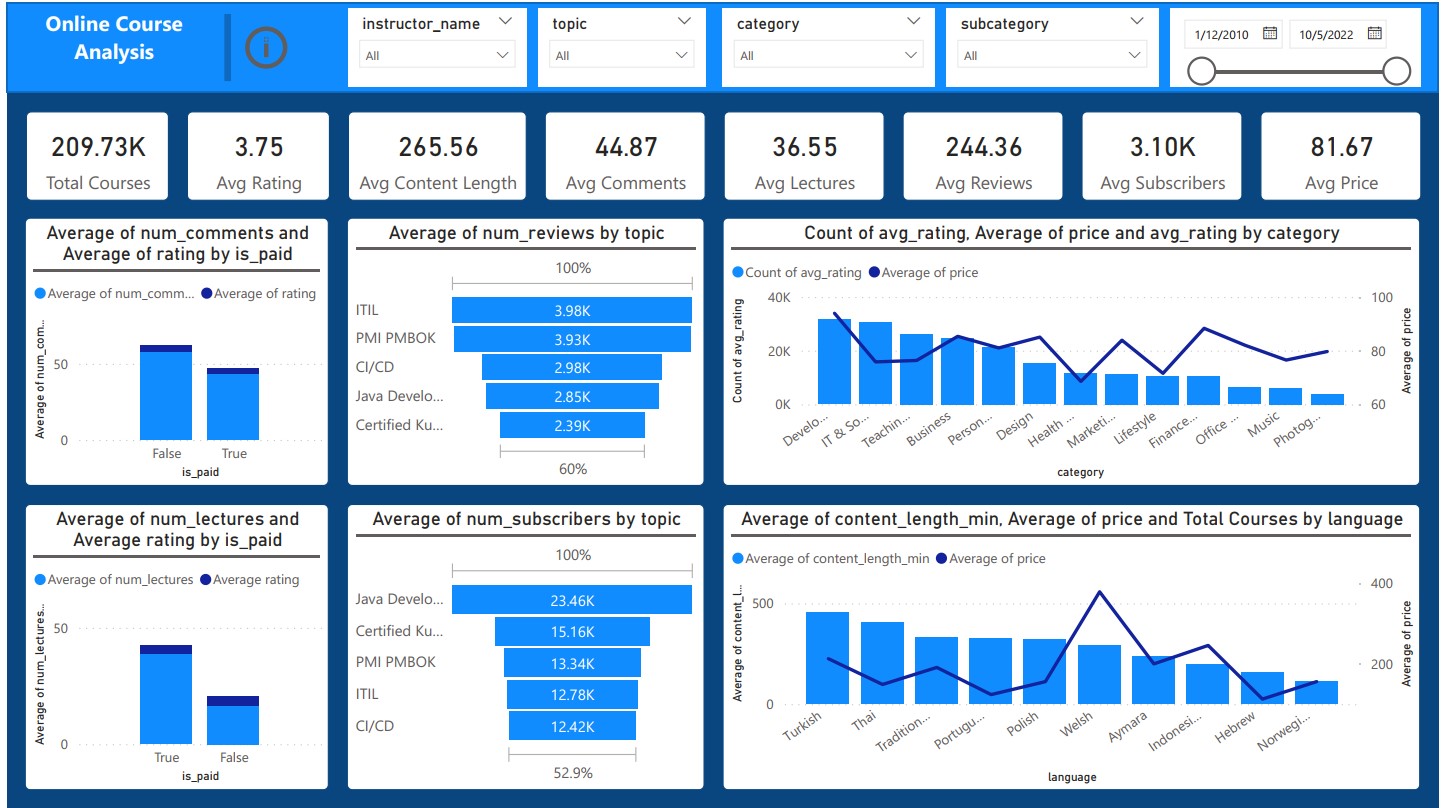 Online Course
Analysis
i
instructor_name
All
topic
All
category
All
subcategory
All
1/12/2010
10/5/2022
209.73K
Total Courses
3.75
Avg Rating
265.56
Avg Content Length
44.87
Avg Comments
36.55
Avg Lectures
244.36
Avg Reviews
3.10K
Avg Subscribers
81.67
Avg Price
Average of num_comments and
Average of rating by is_paid
Average of num_comm... Average of rating
Average of num_com...
50
0
False True
is_paid
Average of num_reviews by topic
100%
ITIL 3.98K
PMI PMBOK 3.93K
CI/CD 2.98K
Java Develo... 2.85K
Certified Ku... 2.39K
60%
Count of avg_rating, Average of price and avg_rating by category
Count of avg_rating Average of price
Count of avg_rating
40K
20K
0K
100
80
60
Average of price
Develo... IT & So... Teachin... Business Person... Design Health ... Marketi... Lifestyle Finance... Office ... Music Photog...
category
Average of num_lectures and
Average rating by is_paid
Average of num_lectures Average rating
Average of num_lectures...
50
0
True False
is_paid
Average of num_subscribers by topic
100%
Java Develo... 23.46K
Certified Ku... 15.16K
PMI PMBOK 13.34K
ITIL 12.78K
CI/CD 12.42K
52.9%
Average of content_length_min, Average of price and Total Courses by language
Average of content_length_min Average of price
Average of content_l...
500
0
400
200
Average of price
Turkish Thai Tradition... Portugu... Polish Welsh Aymara Indonesi... Hebrew Norwegi...
language